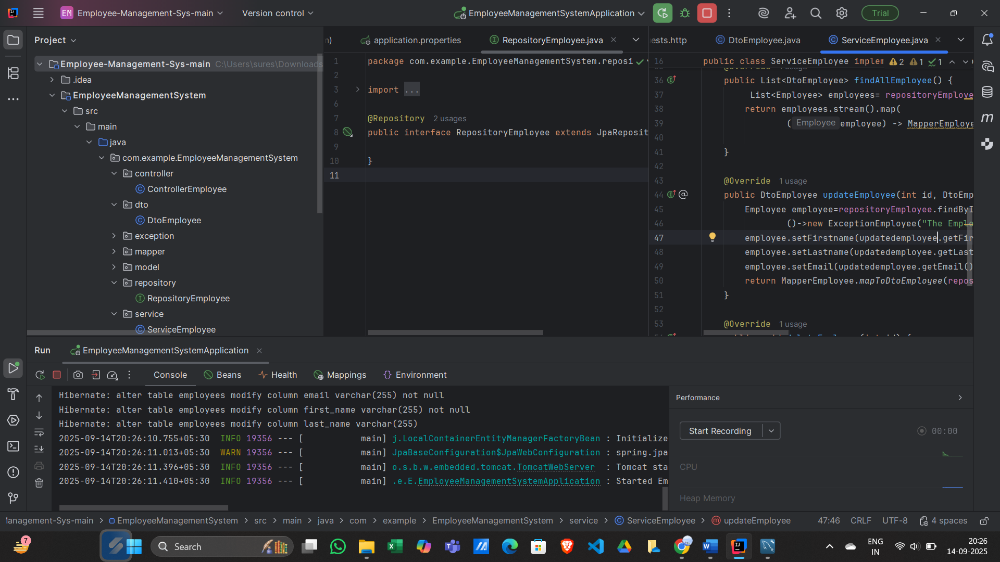 EM Employee-Management-Sys-main Version control EmployeeManagementSystemApplication Trial
Project
Employee-Management-Sys-main C:\Users\sures\Downloads
.idea
EmployeeManagementSystem
src
main
java
com.example.EmployeeManagementSystem
controller
ControllerEmployee
dto
DtoEmployee
exception
mapper
model
repository
RepositoryEmployee
service
ServiceEmployee
application.properties RepositoryEmployee.java
1 package com.example.EmployeeManagementSystem.reposi
2
3 import ...
6
7 @Repository 2 usages
8 public interface RepositoryEmployee extends JpaReposit
9
10 }
11
ests.http DtoEmployee.java ServiceEmployee.java
16 public class ServiceEmployee implem 2 1 1
36 public List<DtoEmployee> findAllEmployee() {
37 List<Employee> employees= repositoryEmploye
38 return employees.stream().map(
39 ( Employee employee) -> MapperEmploye
40
41 }
42
43 @Override 1 usage
44 public DtoEmployee updateEmployee(int id, DtoEmp
45 Employee employee=repositoryEmployee.findByI
46 ()->new ExceptionEmployee("The Emplo
47 employee.setFirstname(updatedemployee.getFir
48 employee.setLastname(updatedemployee.getLast
49 employee.setEmail(updatedemployee.getEmail()
50 return MapperEmployee.mapToDtoEmployee(repos
51 }
52
53 @Override 1 usage
Run EmployeeManagementSystemApplication
Console Beans Health Mappings Environment
Hibernate: alter table employees modify column email varchar(255) not null
Hibernate: alter table employees modify column first_name varchar(255) not null
Hibernate: alter table employees modify column last_name varchar(255)
2025-09-14T20:26:10.755+05:30 INFO 19356 --- [ main] j.LocalContainerEntityManagerFactoryBean : Initialize
2025-09-14T20:26:11.013+05:30 WARN 19356 --- [ main] JpaBaseConfiguration$JpaWebConfiguration : spring.jpa
2025-09-14T20:26:11.396+05:30 INFO 19356 --- [ main] o.s.b.w.embedded.tomcat.TomcatWebServer : Tomcat sta
2025-09-14T20:26:11.410+05:30 INFO 19356 --- [ main] .e.E.EmployeeManagementSystemApplication : Started Em
Performance
Start Recording 00:00
CPU
Heap Memory
Management-Sys-main > EmployeeManagementSystem > src > main > java > com > example > EmployeeManagementSystem > service > ServiceEmployee > updateEmployee 47:46 CRLF UTF-8 4 spaces
7 Search ENG 20:26
IN 14-09-2025